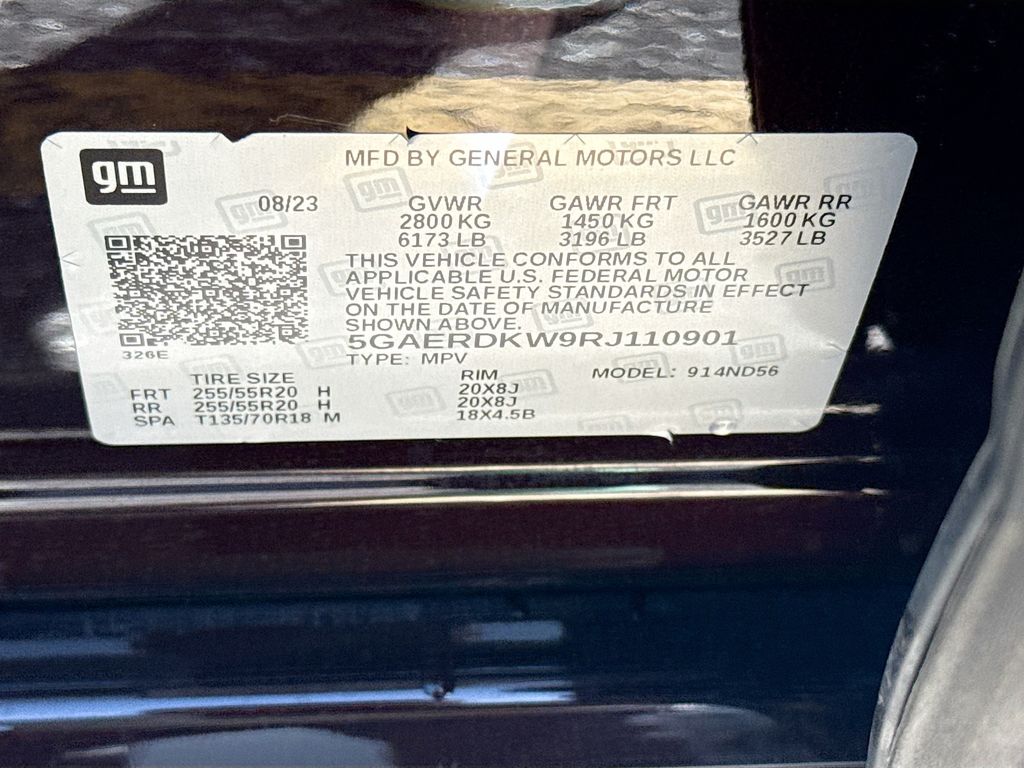 gm
MFD BY GENERAL MOTORS LLC
08/23 GVWR GAWR FRT GAWR RR
2800 KG 1450 KG 1600 KG
6173 LB 3196 LB 3527 LB
THIS VEHICLE CONFORMS TO ALL
APPLICABLE U.S. FEDERAL MOTOR
VEHICLE SAFETY STANDARDS IN EFFECT
ON THE DATE OF MANUFACTURE
SHOWN ABOVE.
5GAERDKW9RJ110901
326E
TYPE: MPV
TIRE SIZE RIM MODEL: 914ND56
FRT 255/55R20 H 20X8J
RR 255/55R20 H 20X8J
SPA T135/70R18 M 18X4.5B